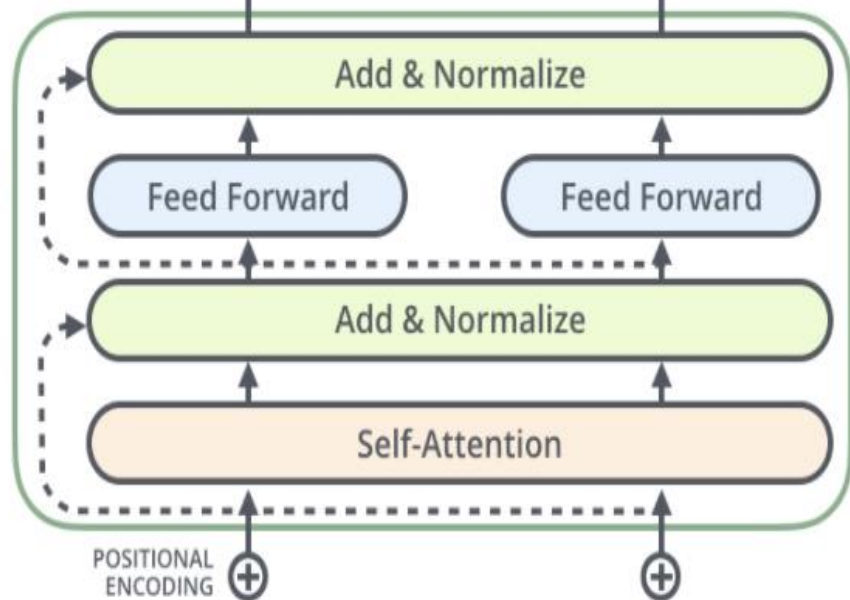 Add & Normalize
Feed Forward Feed Forward
Add & Normalize
Self-Attention
POSITIONAL
ENCODING